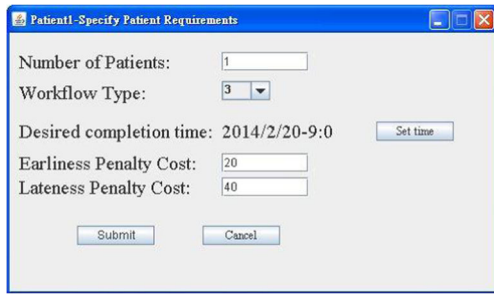 Patient1-Specify Patient Requirements
Number of Patients: 1
Workflow Type: 3
Desired completion time: 2014/2/20-9:0 Set time
Earliness Penalty Cost: 20
Lateness Penalty Cost: 40
Submit Cancel